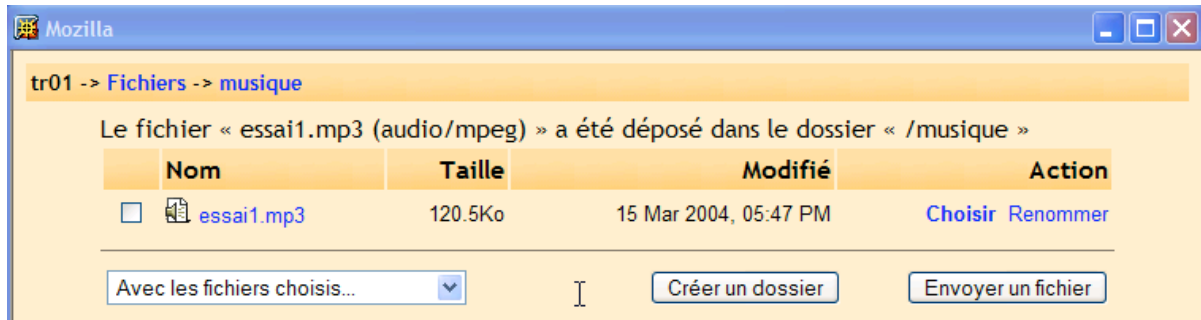 Mozilla
tr01 -> Fichiers -> musique
Le fichier « essai1.mp3 (audio/mpeg) » a été déposé dans le dossier « /musique »
Nom Taille Modifié Action
essai1.mp3 120.5Ko 15 Mar 2004, 05:47 PM Choisir Renommer
Avec les fichiers choisis... Créer un dossier Envoyer un fichier